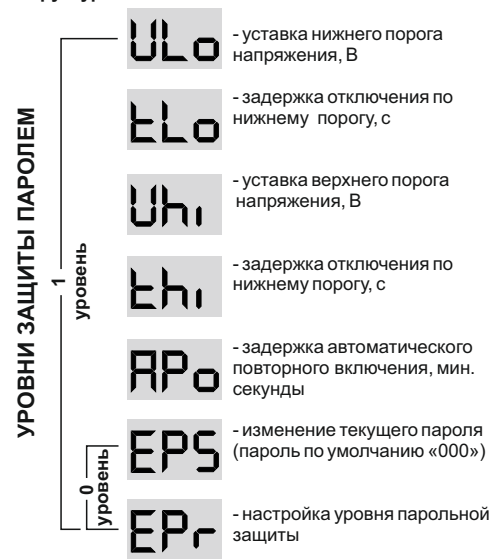 ULo - уставка нижнего порога
напряжения, В
tLo - задержка отключения по
нижнему порогу, с
Uhi - уставка верхнего порога
напряжения, В
thi - задержка отключения по
нижнему порогу, с
APo - задержка автоматического
повторного включения, мин.
секунды
EPS - изменение текущего пароля
(пароль по умолчанию «000»)
EPr - настройка уровня парольной
защиты
УРОВНИ ЗАЩИТЫ ПАРОЛЕМ
1
уровень
0
уровень